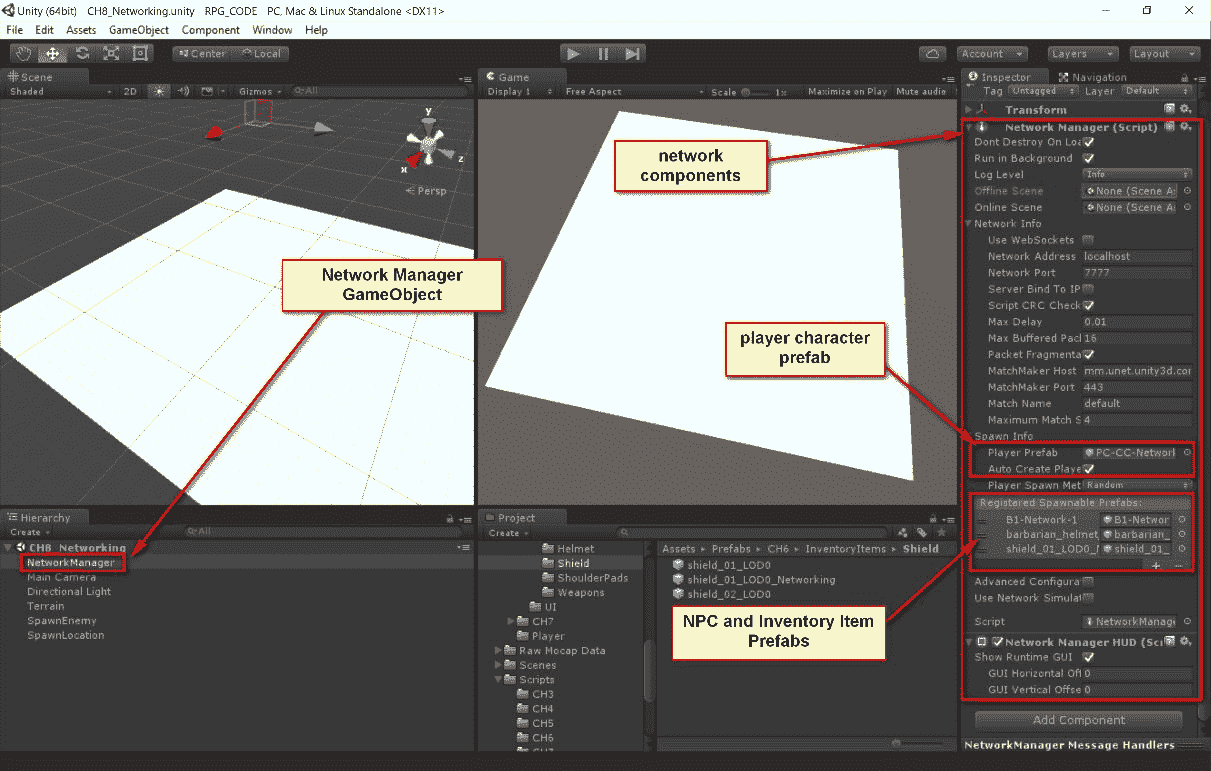 Unity (64bit) CH8_Networking.unity RPG_CODE PC, Mac & Linux Standalone <DX11>
File Edit Assets GameObject Component Window Help
Center Local Account Layers Layout
Scene
Shaded 2D Gizmos All
y
z
x
Persp
Game
Display 1 Free Aspect Scale 1x Maximize on Play Mute audio
network
components
Network Manager
GameObject
player character
prefab
NPC and Inventory Item
Prefabs
Hierarchy
Create All
CH8_Networking
NetworkManager
Main Camera
Directional Light
Terrain
SpawnEnemy
SpawnLocation
Project
Create
Helmet
Shield
ShoulderPads
Weapons
UI
CH7
Player
Raw Mocap Data
Scenes
Scripts
CH3
CH4
CH5
CH6
Assets ▸ Prefabs ▸ CH6 ▸ InventoryItems ▸ Shield
shield_01_LOD0
shield_01_LOD0_Networking
shield_02_LOD0
Inspector Navigation
Tag Untagged Layer Default
Transform
Network Manager (Script)
Dont Destroy On Loa
Run in Background
Log Level Info
Offline Scene None (Scene As
Online Scene None (Scene As
Network Info
Use WebSockets
Network Address localhost
Network Port 7777
Server Bind To IP
Script CRC Check
Max Delay 0.01
Max Buffered Pack 16
Packet Fragmenta
MatchMaker Host mm.unet.unity3d.cor
MatchMaker Port 443
Match Name default
Maximum Match S 4
Spawn Info
Player Prefab PC-CC-Network
Auto Create Playe
Player Spawn Met Random
Registered Spawnable Prefabs:
B1-Network-1 B1-Networ
barbarian_helmet barbarian_
shield_01_LOD0_N shield_01_
Advanced Configurat
Use Network Simulat
Script NetworkManage
Network Manager HUD (Scri
Show Runtime GUI
GUI Horizontal Off 0
GUI Vertical Offse 0
Add Component
NetworkManager Message Handlers